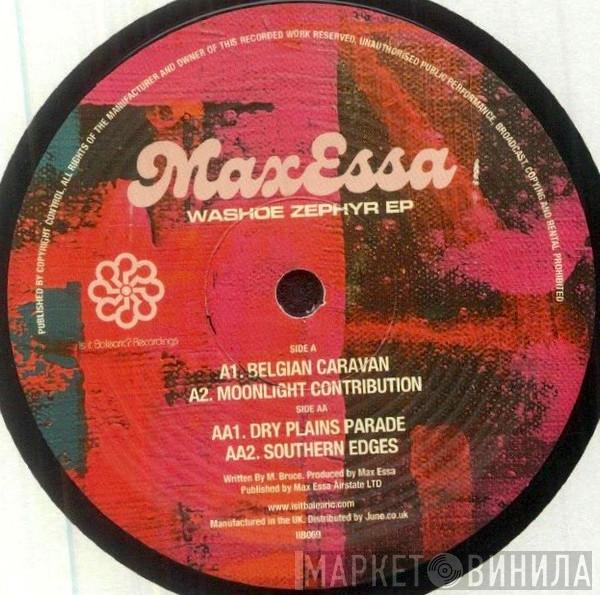 PUBLISHED BY COPYRIGHT CONTROL. ALL RIGHTS OF THE MANUFACTURER AND OWNER OF THIS RECORDED WORK RESERVED. UNAUTHORISED PUBLIC PERFORMANCE, BROADCAST, COPYING AND RENTAL PROHIBITED
Max Essa
WASHOE ZEPHYR EP
Is it Balearic? Recordings
SIDE A
A1. BELGIAN CARAVAN
A2. MOONLIGHT CONTRIBUTION
SIDE AA
AA1. DRY PLAINS PARADE
AA2. SOUTHERN EDGES
Written By M. Bruce. Produced by Max Essa
Published by Max Essa Airstate LTD
www.isitbalearic.com
Manufactured in the UK. Distributed by Juno.co.uk
IIB069
МАРКЕТ ВИНИЛА